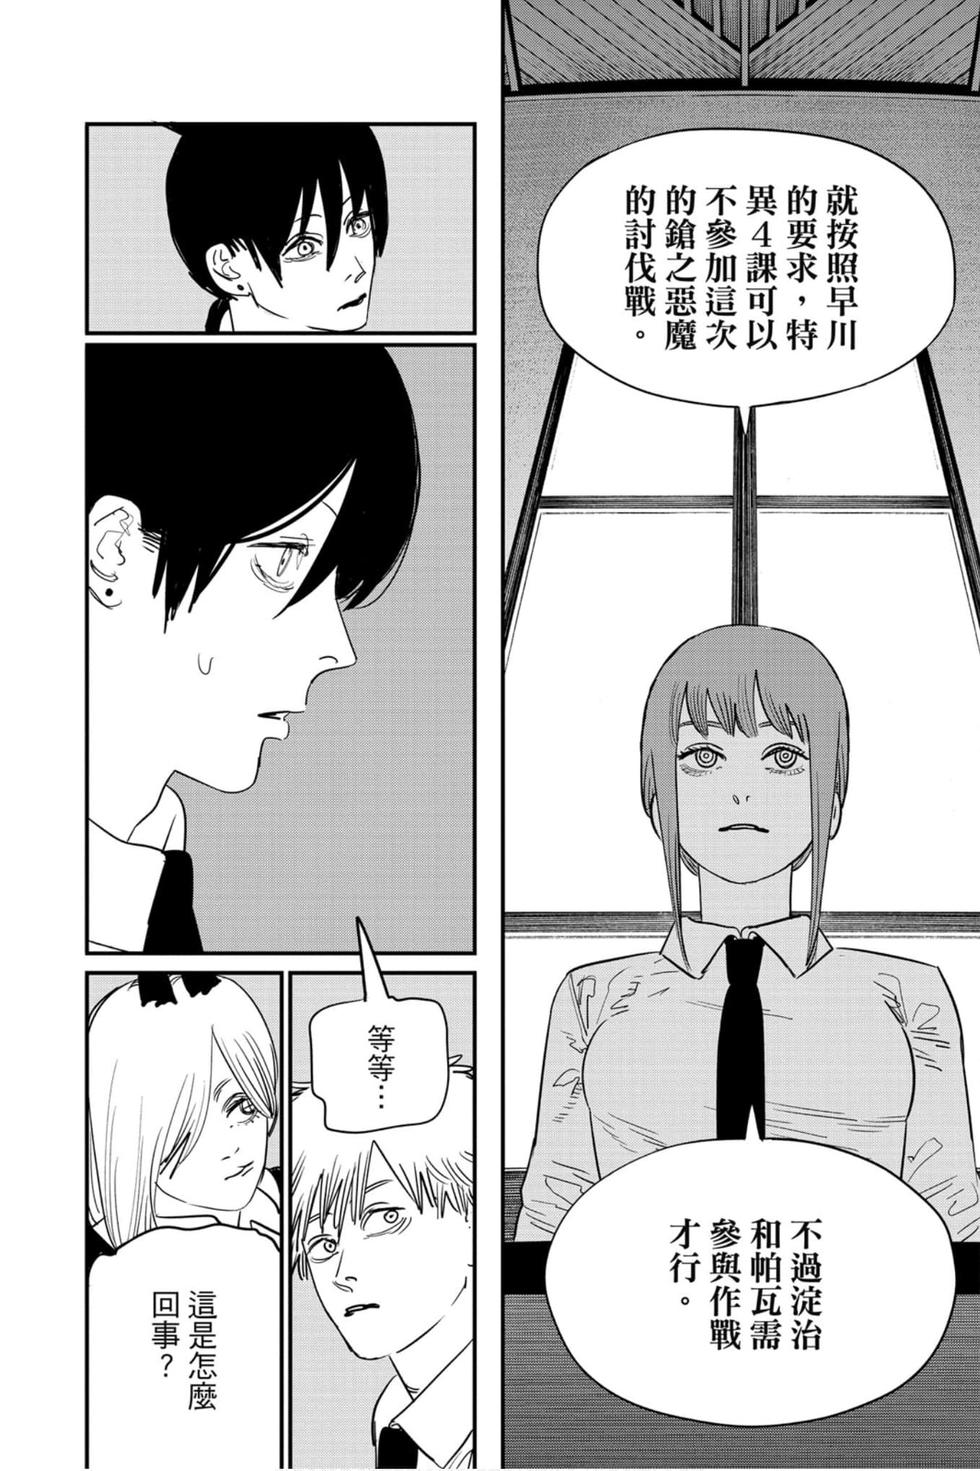 就按照早川
的要求，特
異4課可以
不參加這次
的鎗之惡魔
的討伐戰。
不過淀治
和帕瓦需
參與作戰
才行。
等等…
這是怎麼
回事？